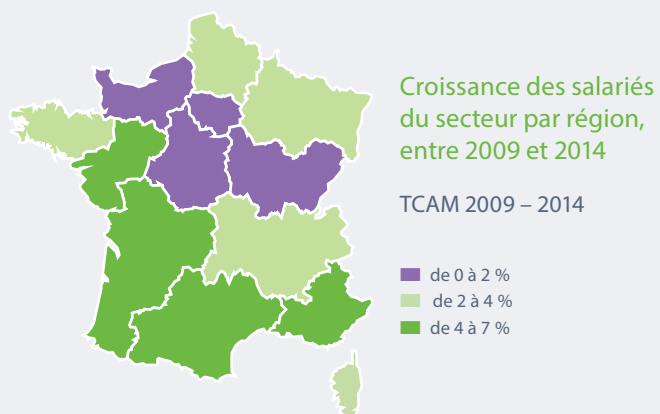 Croissance des salariés
du secteur par région,
entre 2009 et 2014
TCAM 2009 – 2014
de 0 à 2 %
de 2 à 4 %
de 4 à 7 %